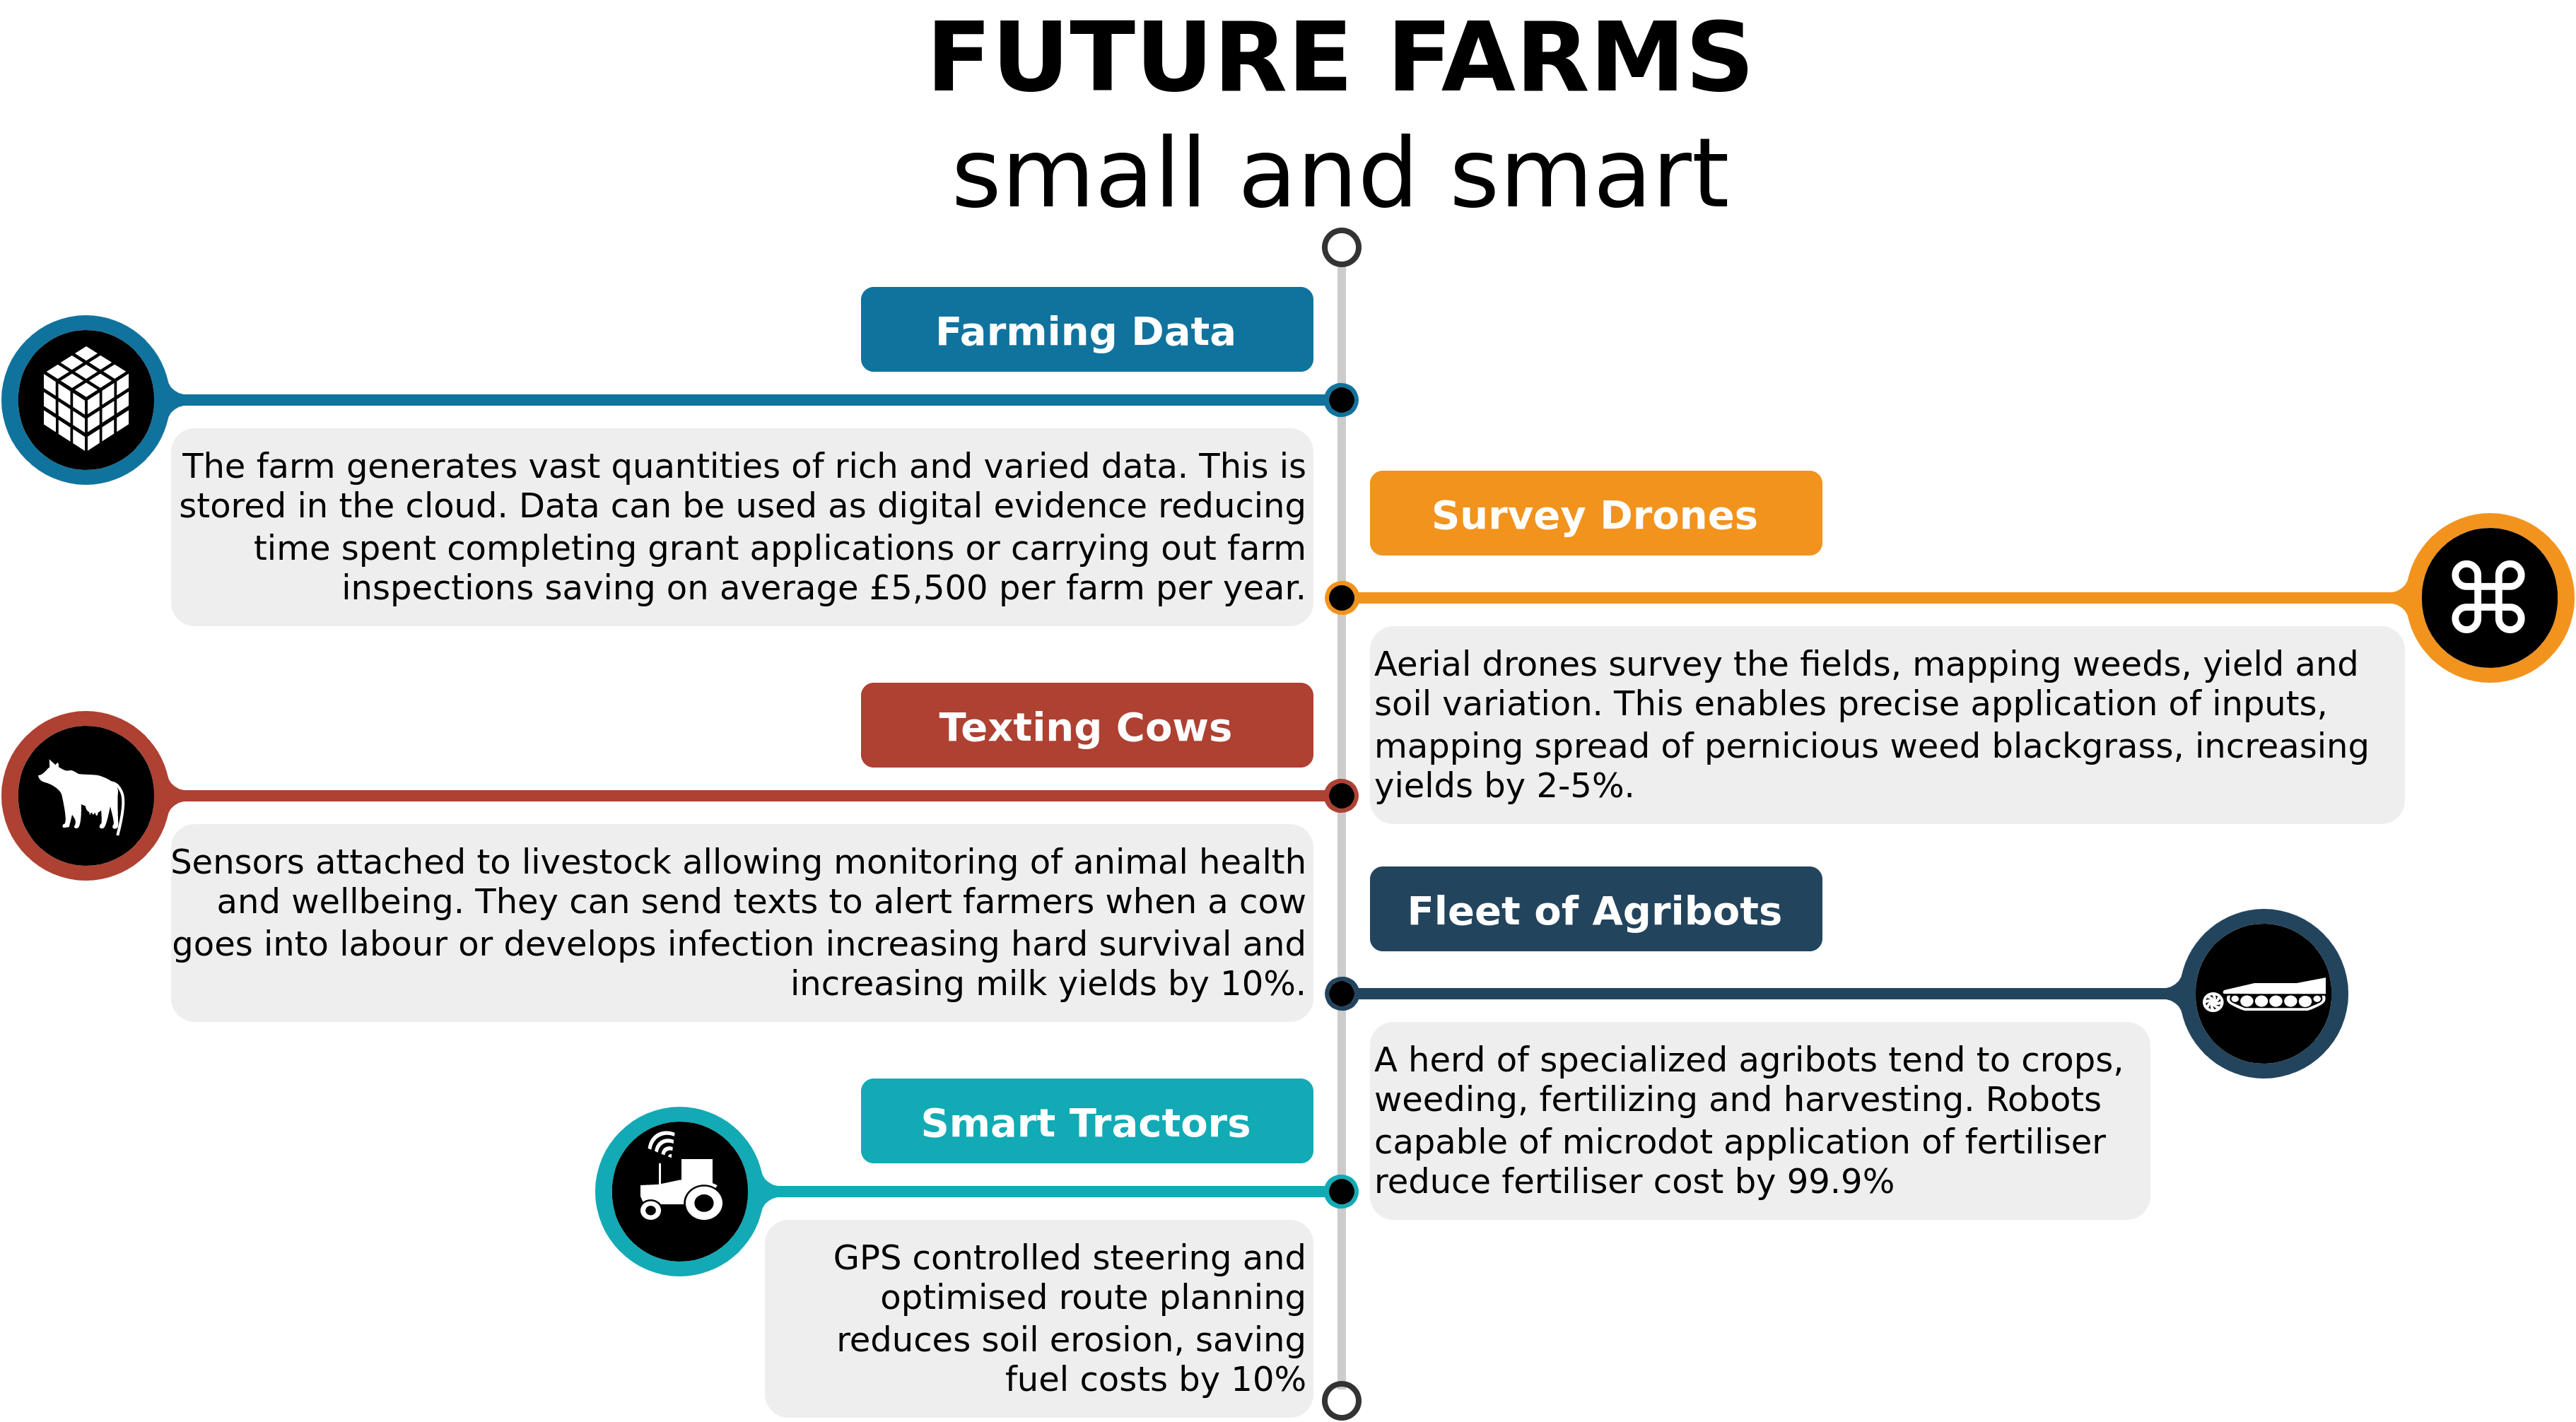 FUTURE FARMS
small and smart
Farming Data
The farm generates vast quantities of rich and varied data. This is
stored in the cloud. Data can be used as digital evidence reducing
time spent completing grant applications or carrying out farm
inspections saving on average £5,500 per farm per year.
Survey Drones
Aerial drones survey the fields, mapping weeds, yield and
soil variation. This enables precise application of inputs,
mapping spread of pernicious weed blackgrass, increasing
yields by 2-5%.
Texting Cows
Sensors attached to livestock allowing monitoring of animal health
and wellbeing. They can send texts to alert farmers when a cow
goes into labour or develops infection increasing hard survival and
increasing milk yields by 10%.
Fleet of Agribots
A herd of specialized agribots tend to crops,
weeding, fertilizing and harvesting. Robots
capable of microdot application of fertiliser
reduce fertiliser cost by 99.9%
Smart Tractors
GPS controlled steering and
optimised route planning
reduces soil erosion, saving
fuel costs by 10%